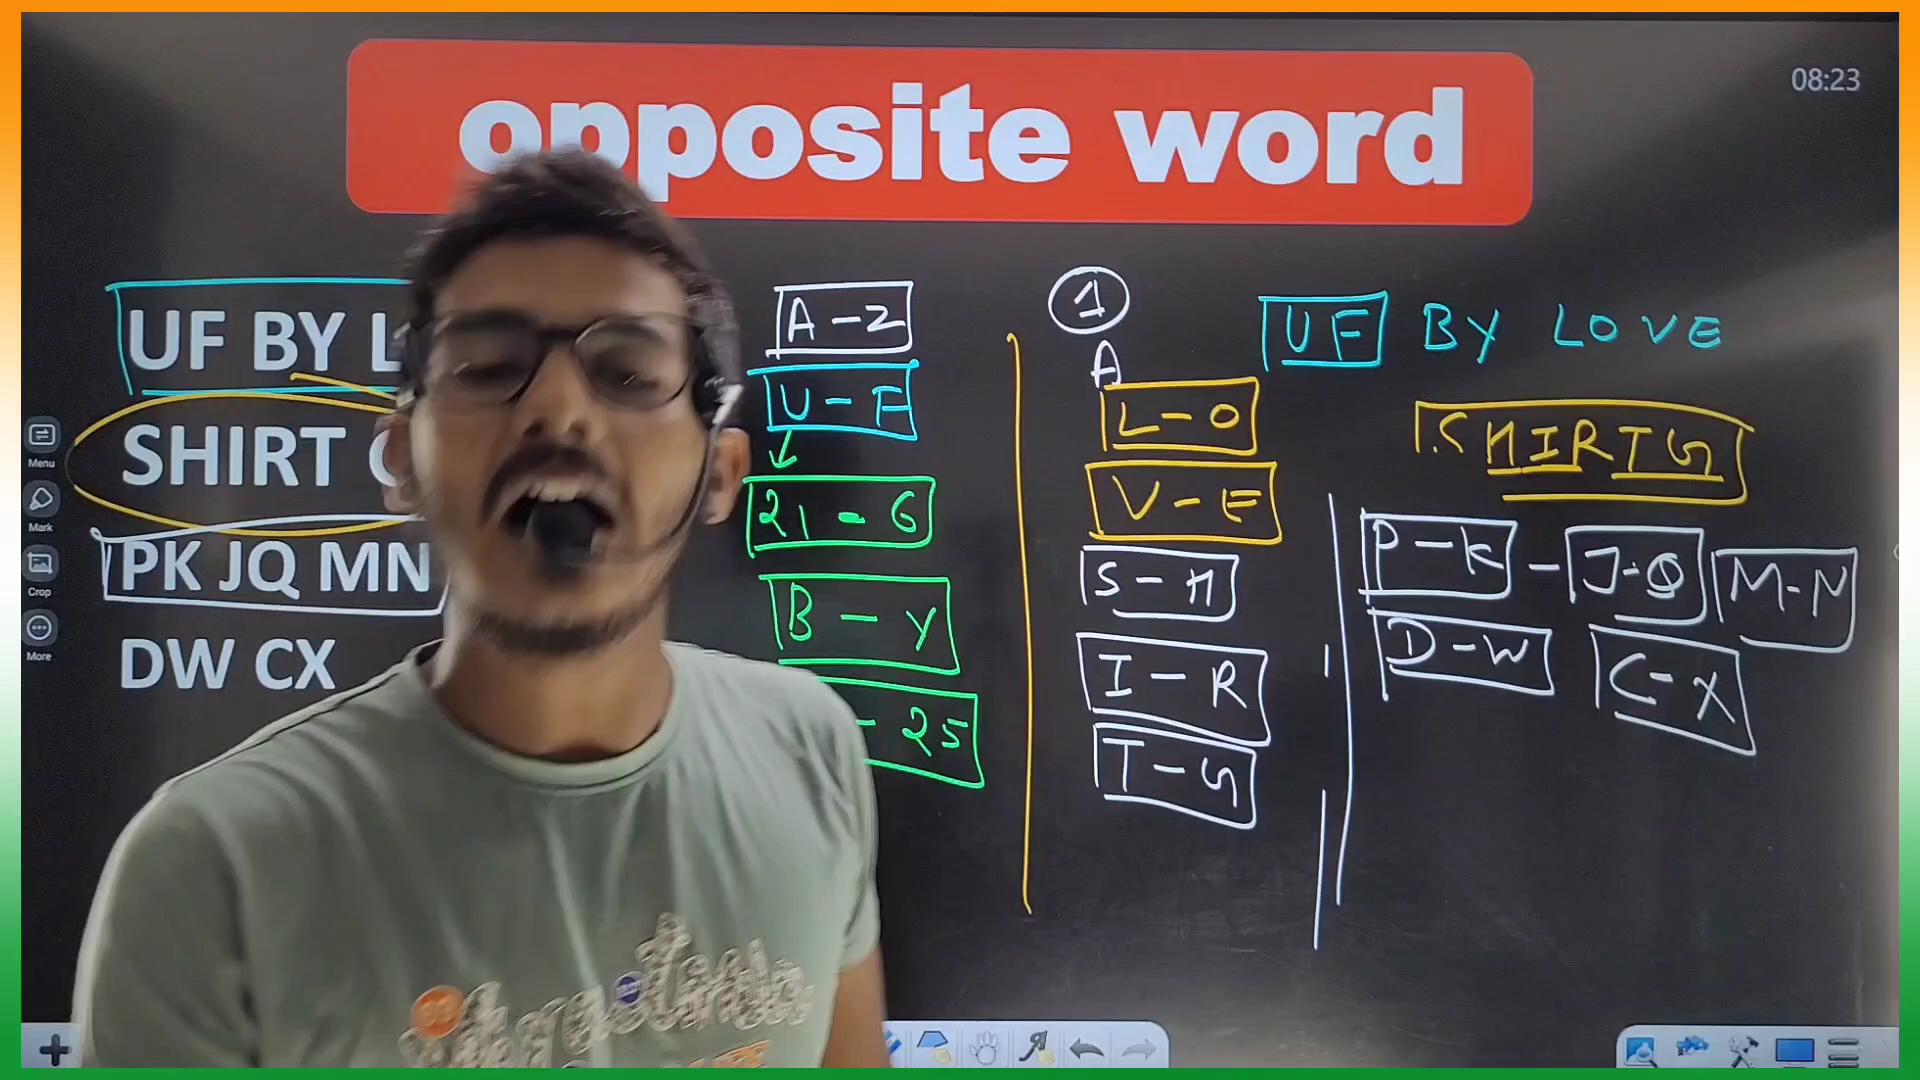 opposite word
08:23
UF BY L
SHIRT
PK JQ MN
DW CX
Menu
Mark
Crop
More
A - Z
U - F
21 - 6
B - Y
- 25
1
A
L - O
V - E
S - H
I - R
T - G
UF BY LOVE
SHIRTG
P - K - J - Q M - N
D - W C - X